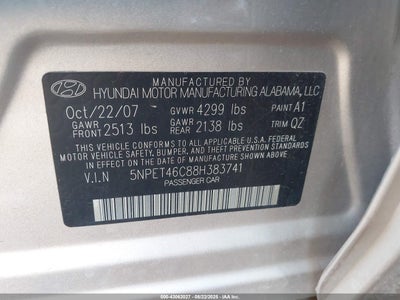 MANUFACTURED BY
HYUNDAI MOTOR MANUFACTURING ALABAMA, LLC
Oct/22/07 GVWR 4299 lbs PAINT A1
GAWR FRONT 2513 lbs GAWR REAR 2138 lbs TRIM QZ
THIS VEHICLE CONFORMS TO ALL APPLICABLE U.S.A. FEDERAL
MOTOR VEHICLE SAFETY, BUMPER, AND THEFT PREVENTION
STANDARDS IN EFFECT ON THE DATE OF MANUFACTURE SHOWN ABOVE.
V.I.N 5NPET46C88H383741
PASSENGER CAR